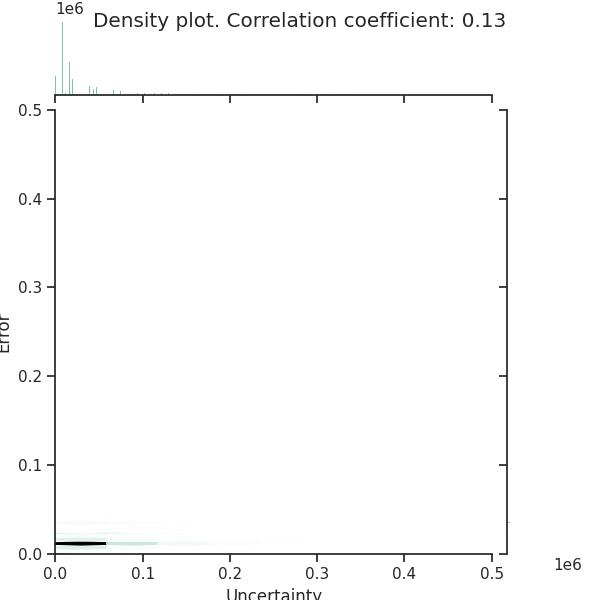 1e6
Density plot. Correlation coefficient: 0.13
0.5
0.4
0.3
0.2
0.1
0.0
Error
0.0 0.1 0.2 0.3 0.4 0.5
1e6
Uncertainty